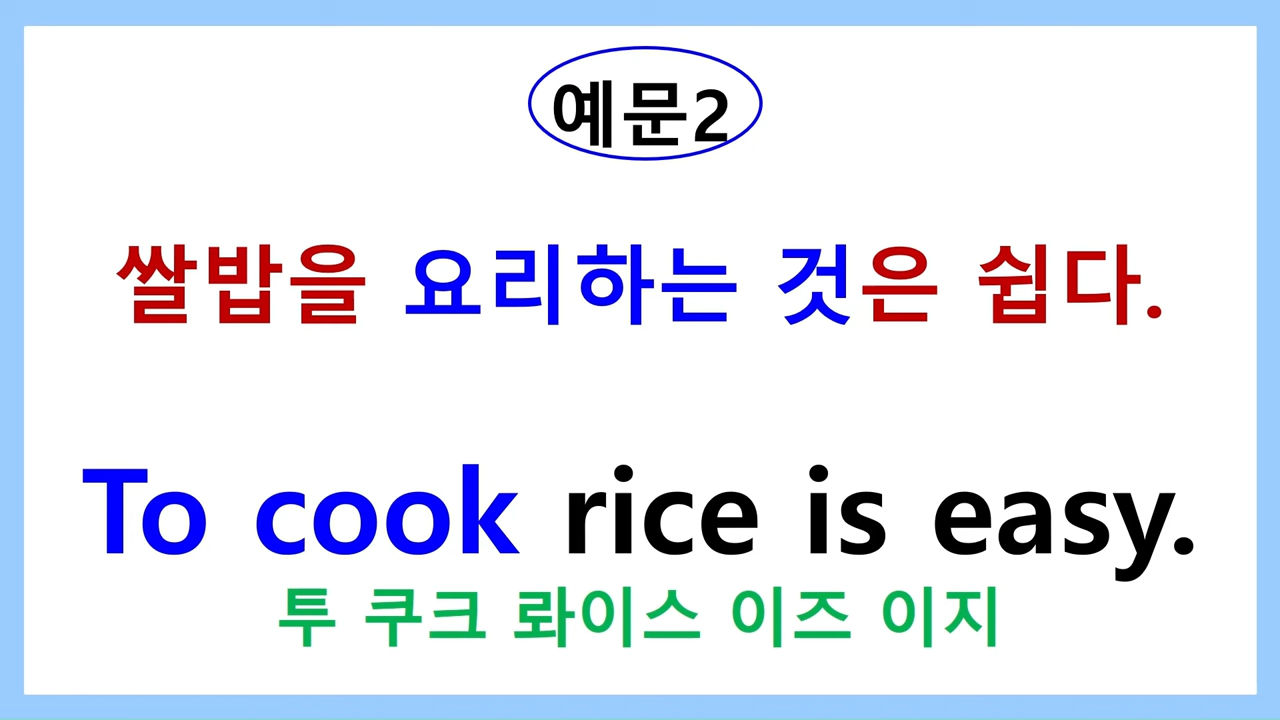 예문2
쌀밥을 요리하는 것은 쉽다.
To cook rice is easy.
투 쿠크 롸이스 이즈 이지